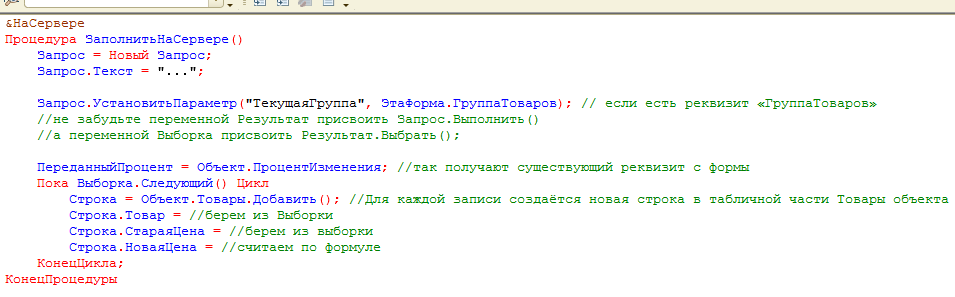 &НаСервере
Процедура ЗаполнитьНаСервере()
Запрос = Новый Запрос;
Запрос.Текст = "...";
Запрос.УстановитьПараметр("ТекущаяГруппа", ЭтаФорма.ГруппаТоваров); // если есть реквизит «ГруппаТоваров»
//не забудьте переменной Результат присвоить Запрос.Выполнить()
//а переменной Выборка присвоить Результат.Выбрать();
ПереданныйПроцент = Объект.ПроцентИзменения; //так получают существующий реквизит с формы
Пока Выборка.Следующий() Цикл
Строка = Объект.Товары.Добавить(); //Для каждой записи создаётся новая строка в табличной части Товары объекта
Строка.Товар = //берем из Выборки
Строка.СтараяЦена = //берем из выборки
Строка.НоваяЦена = //считаем по формуле
КонецЦикла;
КонецПроцедуры